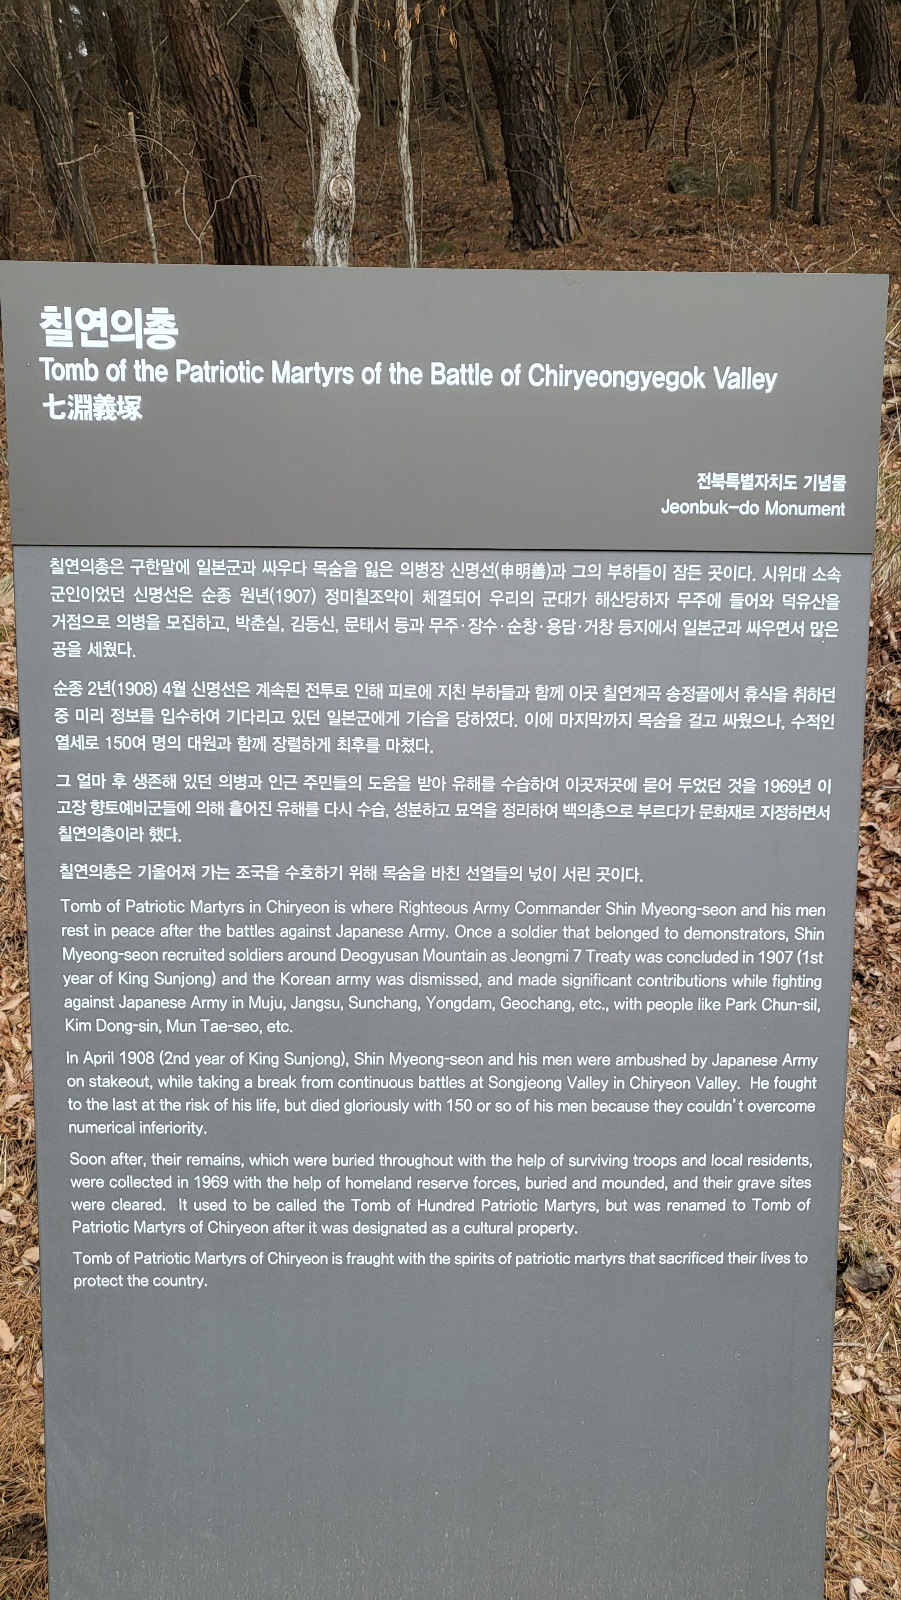 칠연의총
Tomb of the Patriotic Martyrs of the Battle of Chiryeongyegok Valley
七淵義塚
전북특별자치도 기념물
Jeonbuk-do Monument
칠연의총은 구한말에 일본군과 싸우다 목숨을 잃은 의병장 신명선(申明善)과 그의 부하들이 잠든 곳이다. 시위대 소속
군인이었던 신명선은 순종 원년(1907) 정미칠조약이 체결되어 우리의 군대가 해산당하자 무주에 들어와 덕유산을
거점으로 의병을 모집하고, 박춘실, 김동신, 문태서 등과 무주·장수·순창·용담·거창 등지에서 일본군과 싸우면서 많은
공을 세웠다.
순종 2년(1908) 4월 신명선은 계속된 전투로 인해 피로에 지친 부하들과 함께 이곳 칠연계곡 송정골에서 휴식을 취하던
중 미리 정보를 입수하여 기다리고 있던 일본군에게 기습을 당하였다. 이에 마지막까지 목숨을 걸고 싸웠으나, 수적인
열세로 150여 명의 대원과 함께 장렬하게 최후를 마쳤다.
그 얼마 후 생존해 있던 의병과 인근 주민들의 도움을 받아 유해를 수습하여 이곳저곳에 묻어 두었던 것을 1969년 이
고장 향토예비군들에 의해 흩어진 유해를 다시 수습, 성분하고 묘역을 정리하여 백의총으로 부르다가 문화재로 지정하면서
칠연의총이라 했다.
칠연의총은 기울어져 가는 조국을 수호하기 위해 목숨을 바친 선열들의 넋이 서린 곳이다.
Tomb of Patriotic Martyrs in Chiryeon is where Righteous Army Commander Shin Myeong-seon and his men
rest in peace after the battles against Japanese Army. Once a soldier that belonged to demonstrators, Shin
Myeong-seon recruited soldiers around Deogyusan Mountain as Jeongmi 7 Treaty was concluded in 1907 (1st
year of King Sunjong) and the Korean army was dismissed, and made significant contributions while fighting
against Japanese Army in Muju, Jangsu, Sunchang, Yongdam, Geochang, etc., with people like Park Chun-sil,
Kim Dong-sin, Mun Tae-seo, etc.
In April 1908 (2nd year of King Sunjong), Shin Myeong-seon and his men were ambushed by Japanese Army
on stakeout, while taking a break from continuous battles at Songjeong Valley in Chiryeon Valley. He fought
to the last at the risk of his life, but died gloriously with 150 or so of his men because they couldn't overcome
numerical inferiority.
Soon after, their remains, which were buried throughout with the help of surviving troops and local residents,
were collected in 1969 with the help of homeland reserve forces, buried and mounded, and their grave sites
were cleared. It used to be called the Tomb of Hundred Patriotic Martyrs, but was renamed to Tomb of
Patriotic Martyrs of Chiryeon after it was designated as a cultural property.
Tomb of Patriotic Martyrs of Chiryeon is fraught with the spirits of patriotic martyrs that sacrificed their lives to
protect the country.